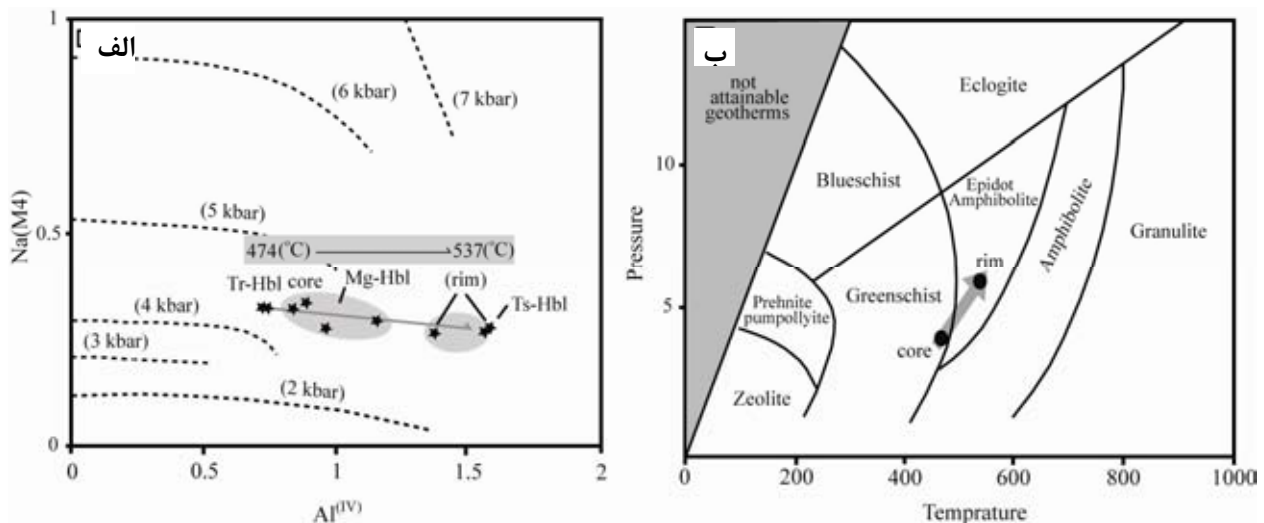 الف
1
(6 kbar)
(7 kbar)
(5 kbar)
0.5
474(°C)
537(°C)
Tr-Hbl core
Mg-Hbl
(rim)
Ts-Hbl
(4 kbar)
(3 kbar)
(2 kbar)
Na(M4)
0
0
0.5
1
1.5
2
Al(IV)
ب
not
attainable
geotherms
Eclogite
10
Blueschist
Epidot
Amphibolite
Amphibolite
Granulite
rim
Greenschist
Prehnite
pumpollyite
5
core
Zeolite
Pressure
0
200
400
600
800
1000
Temprature